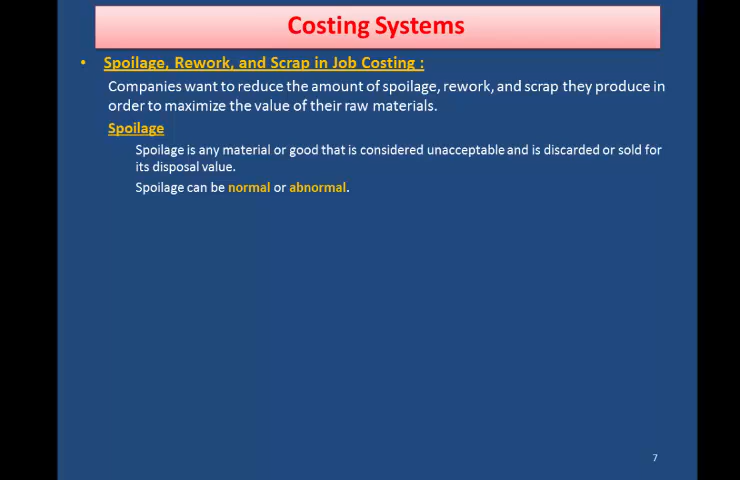 Costing Systems
• Spoilage, Rework, and Scrap in Job Costing :
Companies want to reduce the amount of spoilage, rework, and scrap they produce in
order to maximize the value of their raw materials.
Spoilage
Spoilage is any material or good that is considered unacceptable and is discarded or sold for
its disposal value.
Spoilage can be normal or abnormal.
7